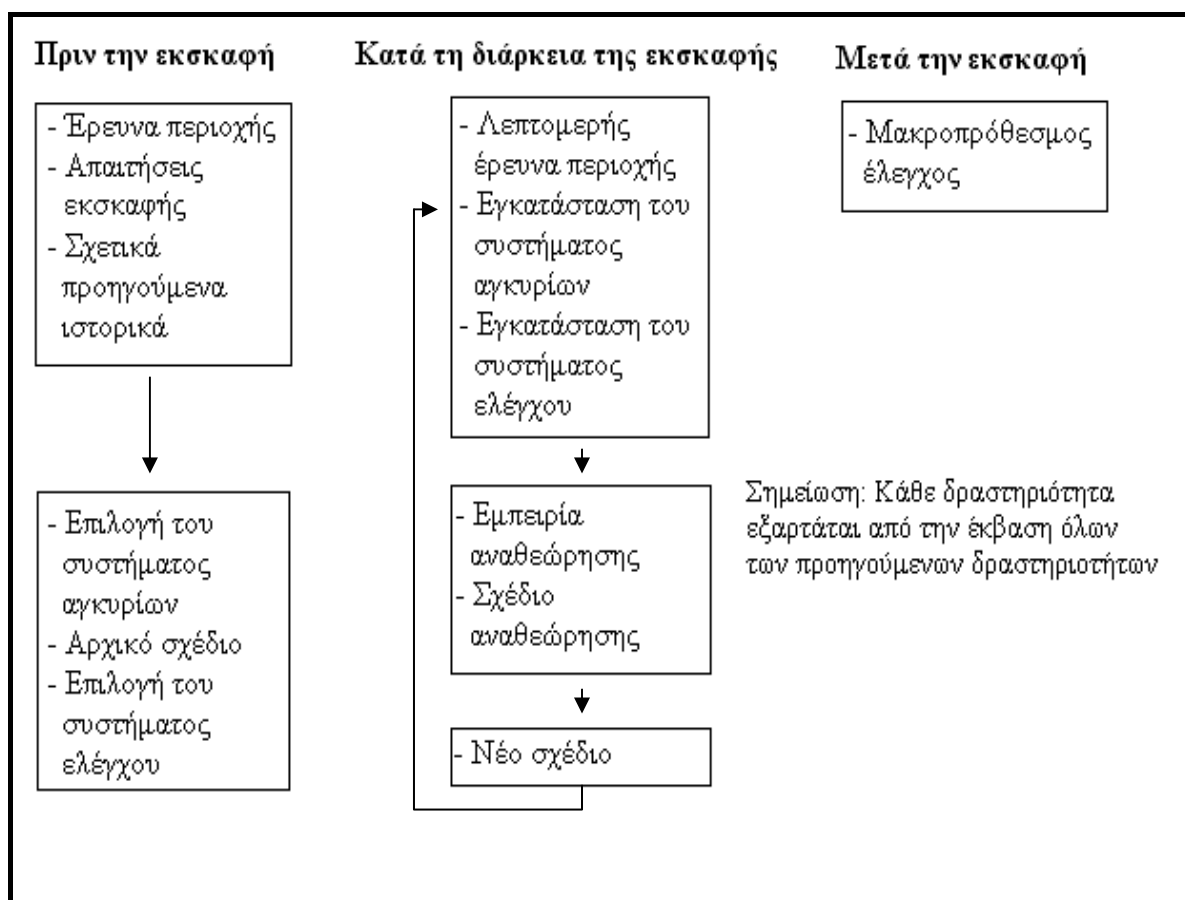 Πριν την εκσκαφή
- Έρευνα περιοχής
- Απαιτήσεις
εκσκαφής
- Σχετικά
προηγούμενα
ιστορικά
- Επιλογή του
συστήματος
αγκυρίων
- Αρχικό σχέδιο
- Επιλογή του
συστήματος
ελέγχου
Κατά τη διάρκεια της εκσκαφής
- Λεπτομερής
έρευνα περιοχής
- Εγκατάσταση του
συστήματος
αγκυρίων
- Εγκατάσταση του
συστήματος
ελέγχου
- Εμπειρία
αναθεώρησης
- Σχέδιο
αναθεώρησης
- Νέο σχέδιο
Μετά την εκσκαφή
- Μακροπρόθεσμος
έλεγχος
Σημείωση: Κάθε δραστηριότητα
εξαρτάται από την έκβαση όλων
των προηγούμενων δραστηριοτήτων